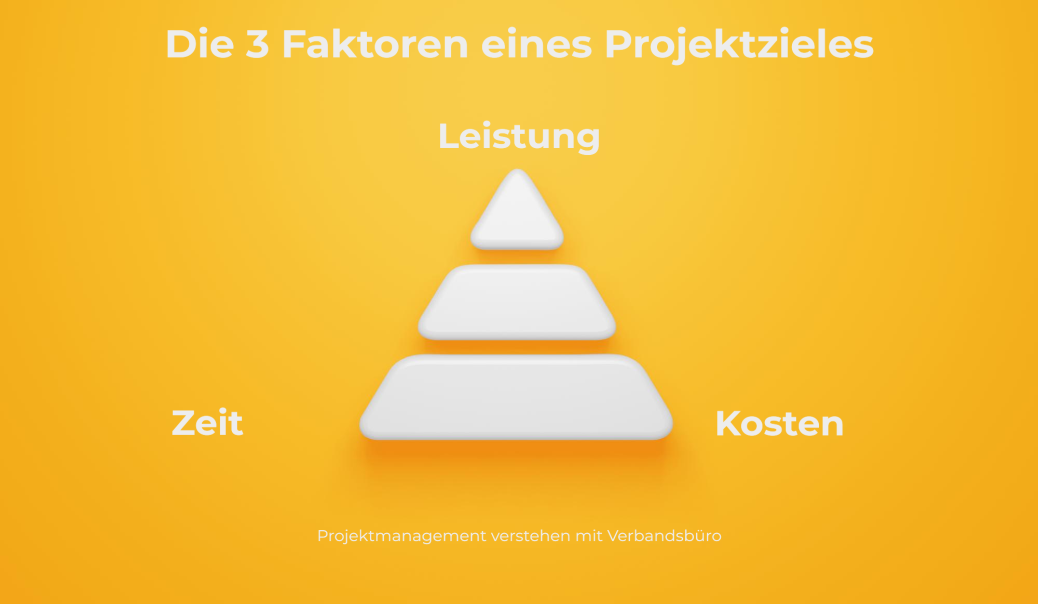 Die 3 Faktoren eines Projektzieles
Leistung
Zeit
Kosten
Projektmanagement verstehen mit Verbandsbüro